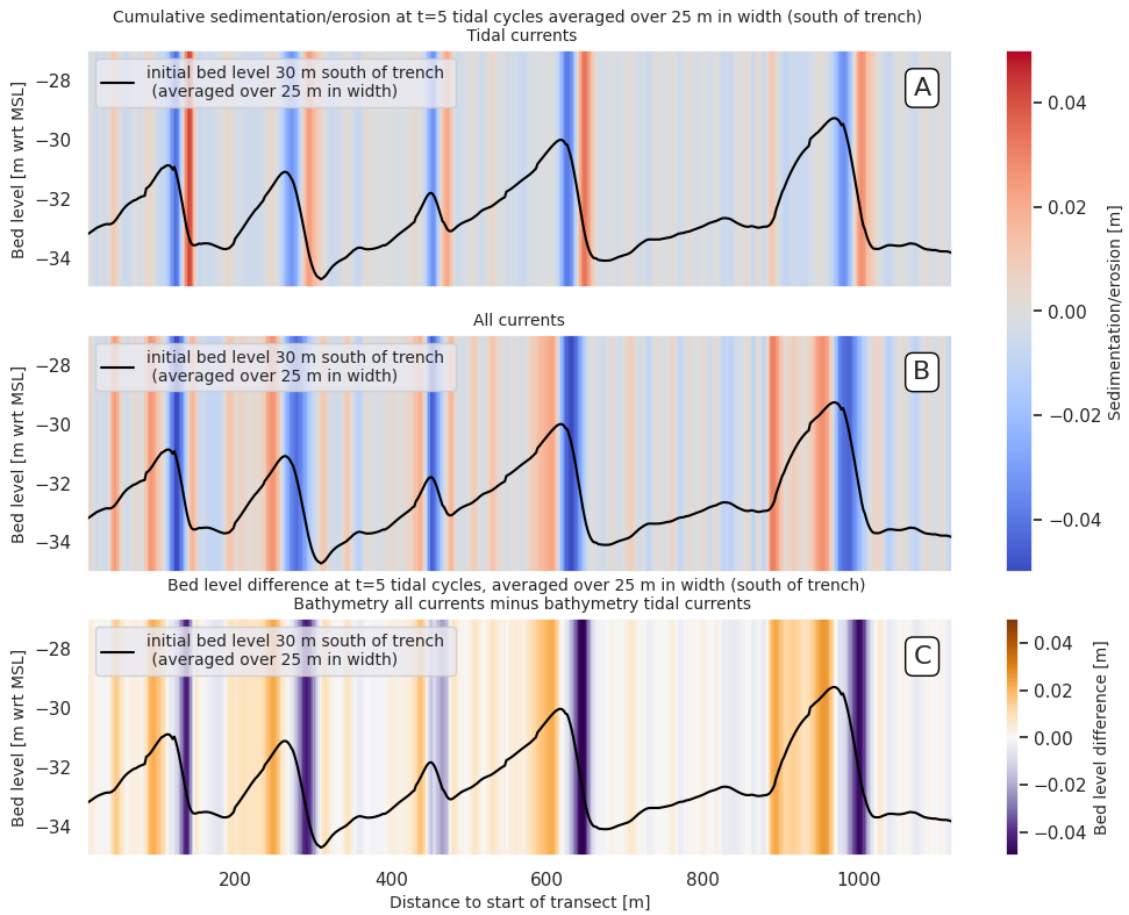 Cumulative sedimentation/erosion at t=5 tidal cycles averaged over 25 m in width (south of trench)
Tidal currents
Bed level [m wrt MSL]
−28
−30
−32
−34
initial bed level 30 m south of trench
(averaged over 25 m in width)
A
All currents
Bed level [m wrt MSL]
−28
−30
−32
−34
initial bed level 30 m south of trench
(averaged over 25 m in width)
B
0.04
0.02
0.00
−0.02
−0.04
Sedimentation/erosion [m]
Bed level difference at t=5 tidal cycles, averaged over 25 m in width (south of trench)
Bathymetry all currents minus bathymetry tidal currents
Bed level [m wrt MSL]
−28
−30
−32
−34
initial bed level 30 m south of trench
(averaged over 25 m in width)
C
0.04
0.02
0.00
−0.02
−0.04
Bed level difference [m]
200
400
600
800
1000
Distance to start of transect [m]